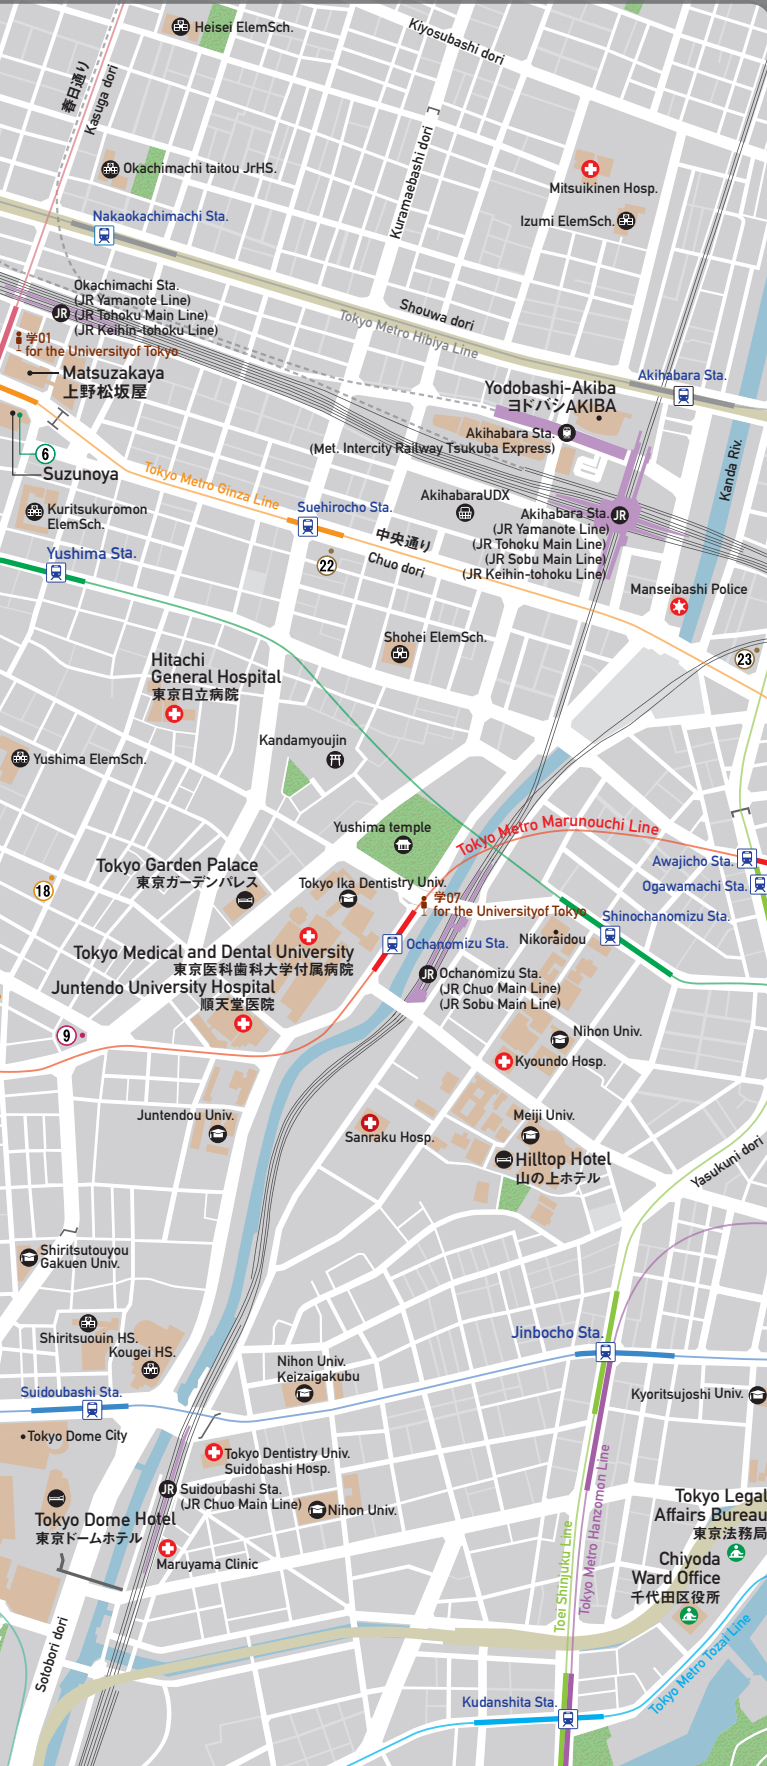 Heisei ElemSch.
Kiyosubashi dori
春日通り
Kasuga dori
Kuramaebashi dori
Okachimachi taitou JrHS.
Mitsuikinen Hosp.
Izumi ElemSch.
Nakaokachimachi Sta.
Okachimachi Sta.
(JR Yamanote Line)
(JR Tohoku Main Line)
(JR Keihin-tohoku Line)
JR
Shouwa dori
Tokyo Metro Hibiya Line
学01
for the Universityof Tokyo
Matsuzakaya
上野松坂屋
Akihabara Sta.
Yodobashi-Akiba
ヨドバシAKIBA
Akihabara Sta.
(Met. Intercity Railway Tsukuba Express)
Kanda Riv.
6
Suzunoya
Tokyo Metro Ginza Line
Kuritsukuromon
ElemSch.
Suehirocho Sta.
AkihabaraUDX
Akihabara Sta.
(JR Yamanote Line)
(JR Tohoku Main Line)
(JR Sobu Main Line)
(JR Keihin-tohoku Line)
JR
中央通り
Chuo dori
22
Yushima Sta.
Manseibashi Police
Shohei ElemSch.
23
Hitachi
General Hospital
東京日立病院
Kandamyoujin
Yushima ElemSch.
Yushima temple
Tokyo Metro Marunouchi Line
Awajicho Sta.
Ogawamachi Sta.
Tokyo Garden Palace
東京ガーデンパレス
18
Tokyo Ika Dentistry Univ.
学07
for the Universityof Tokyo
Shinochanomizu Sta.
Nikoraidou
Ochanomizu Sta.
Tokyo Medical and Dental University
東京医科歯科大学付属病院
Juntendo University Hospital
順天堂医院
JR
Ochanomizu Sta.
(JR Chuo Main Line)
(JR Sobu Main Line)
9
Nihon Univ.
Kyoundo Hosp.
Juntendou Univ.
Sanraku Hosp.
Meiji Univ.
Hilltop Hotel
山の上ホテル
Yasukuni dori
Shiritsutouyou
Gakuen Univ.
Shiritsuouin HS.
Kougei HS.
Jinbocho Sta.
Nihon Univ.
Keizaigakubu
Suidoubashi Sta.
Kyoritsujoshi Univ.
Tokyo Dome City
Tokyo Dentistry Univ.
Suidobashi Hosp.
JR
Suidoubashi Sta.
(JR Chuo Main Line)
Nihon Univ.
Tokyo Dome Hotel
東京ドームホテル
Maruyama Clinic
Tokyo Metro Hanzomon Line
Toei Shinjuku Line
Tokyo Legal
Affairs Bureau
東京法務局
Chiyoda
Ward Office
千代田区役所
Sotobori dori
Tokyo Metro Tozai Line
Kudanshita Sta.